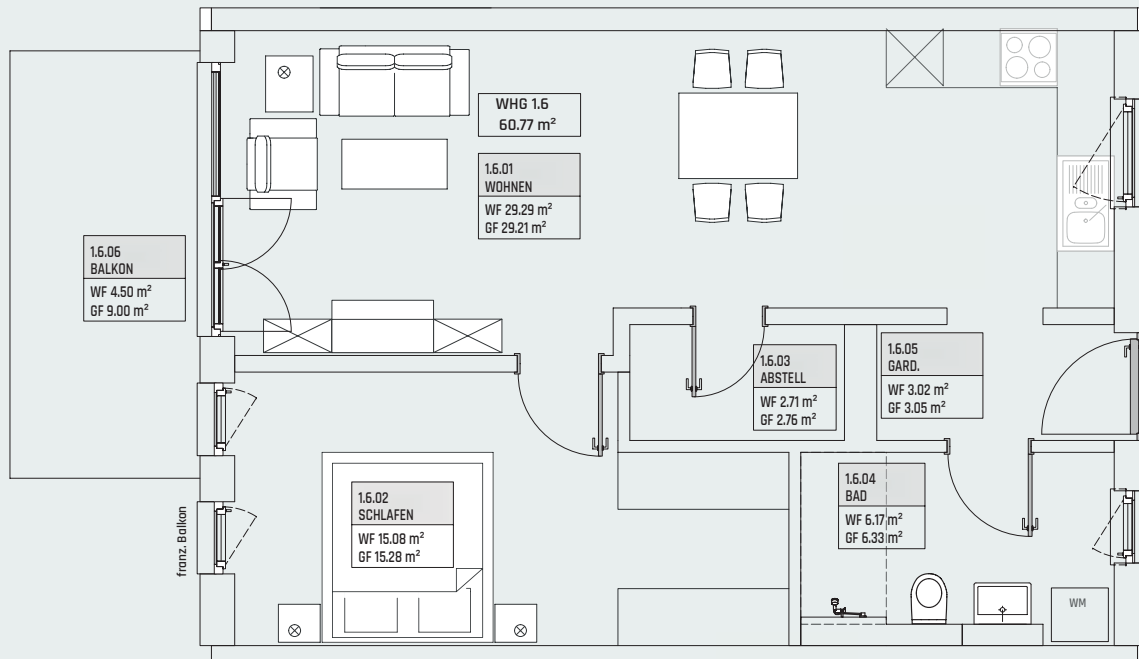 WHG 1.6
60.77 m²
1.6.01
WOHNEN
WF 29.29 m²
GF 29.21 m²
1.6.06
BALKON
WF 4.50 m²
GF 9.00 m²
1.6.03
ABSTELL
WF 2.71 m²
GF 2.76 m²
1.6.05
GARD.
WF 3.02 m²
GF 3.05 m²
1.6.02
SCHLAFEN
WF 15.08 m²
GF 15.28 m²
1.6.04
BAD
WF 6.17 m²
GF 6.33 m²
franz. Balkon
WM